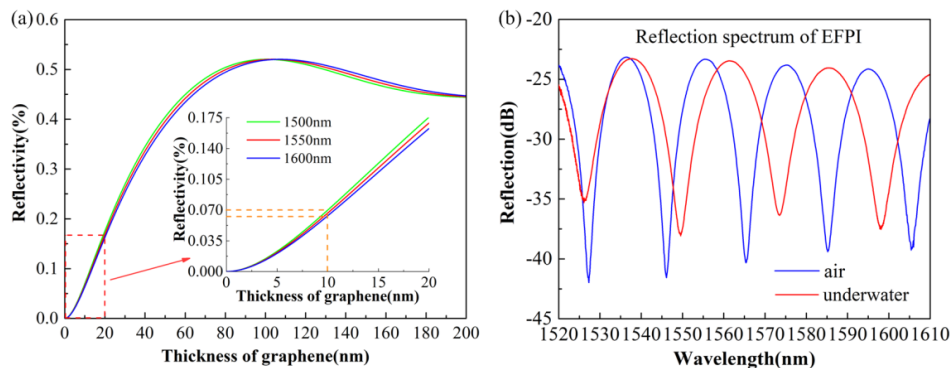 (a)
0.6
0.5
0.4
0.3
0.2
0.1
0.0
Reflectivity(%)
0 20 40 60 80 100 120 140 160 180 200
Thickness of graphene(nm)
0.175
0.140
0.105
0.070
0.035
0.000
Reflectivity(%)
1500nm
1550nm
1600nm
0 5 10 15 20
Thickness of graphene(nm)
(b)
-20
-25
-30
-35
-40
-45
Reflection(dB)
Reflection spectrum of EFPI
air
underwater
1520 1530 1540 1550 1560 1570 1580 1590 1600 1610
Wavelength(nm)